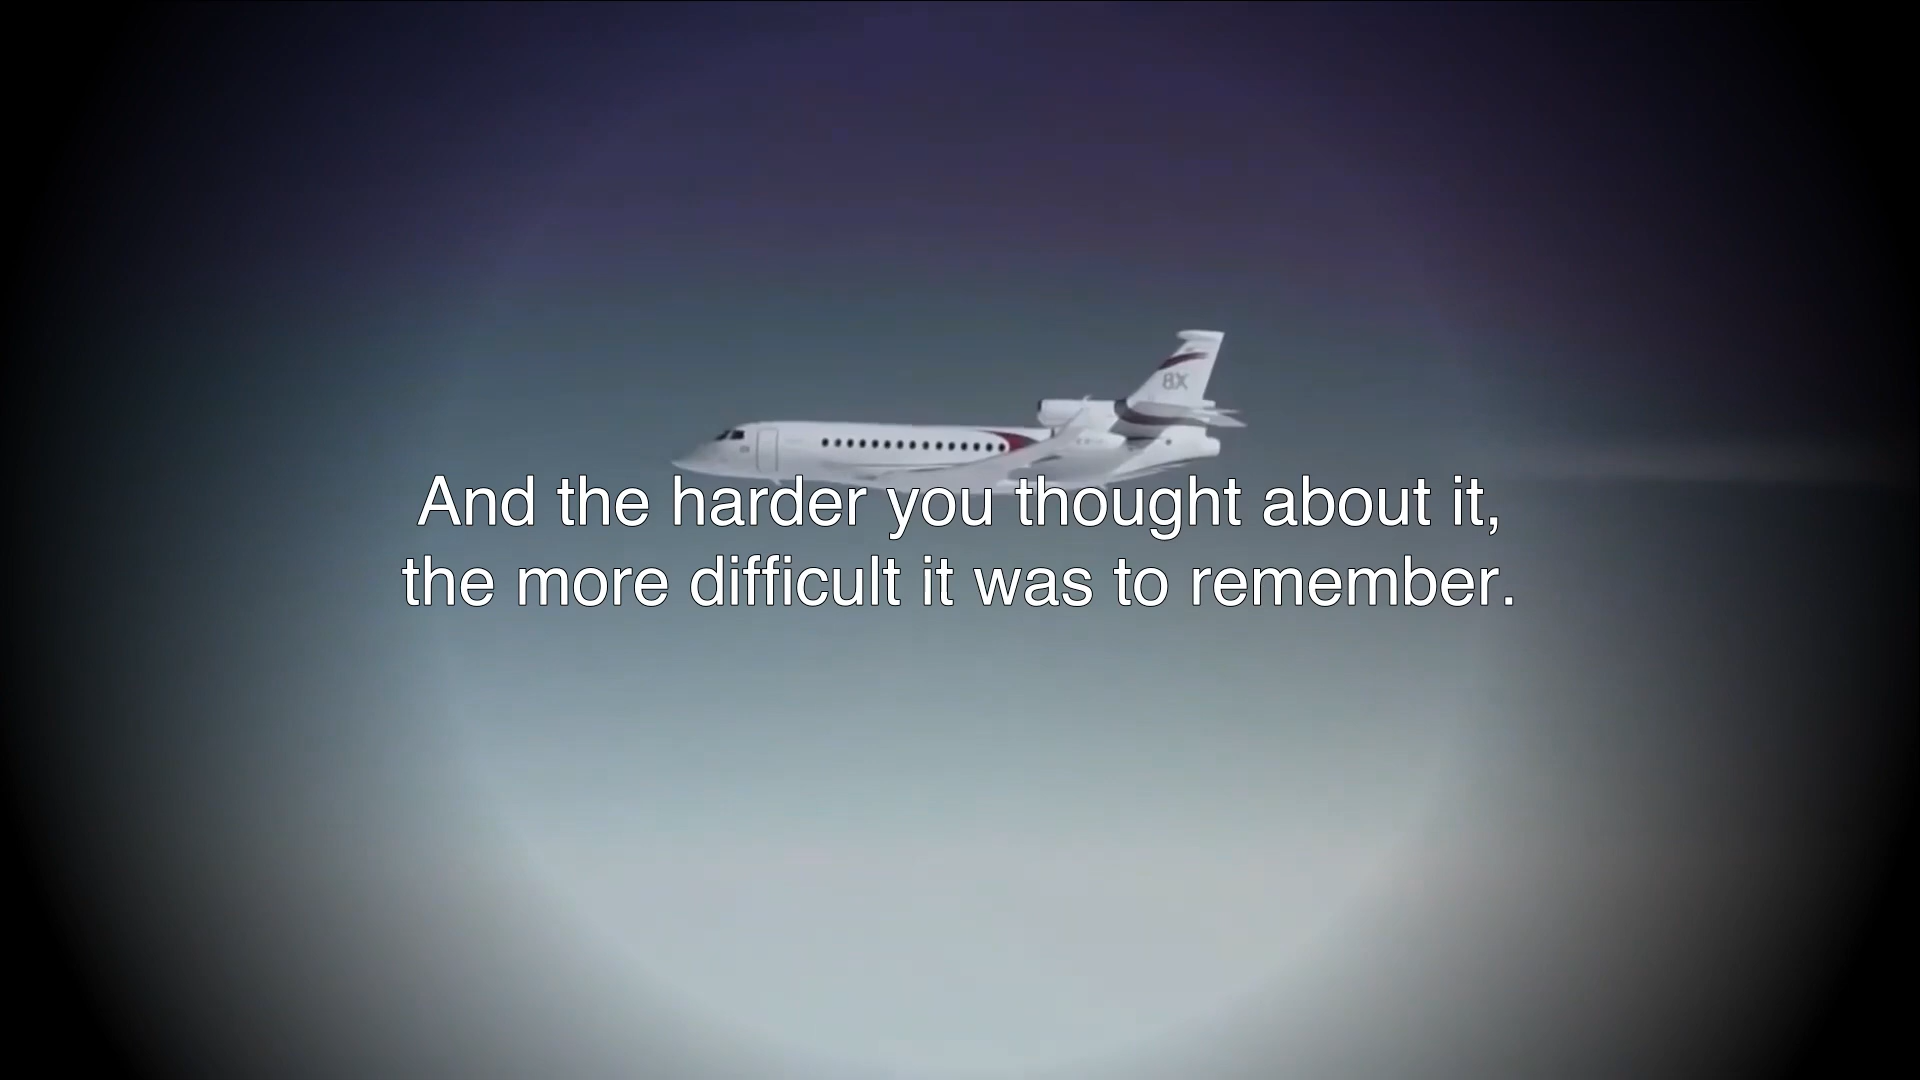 8X
And the harder you thought about it,
the more difficult it was to remember.